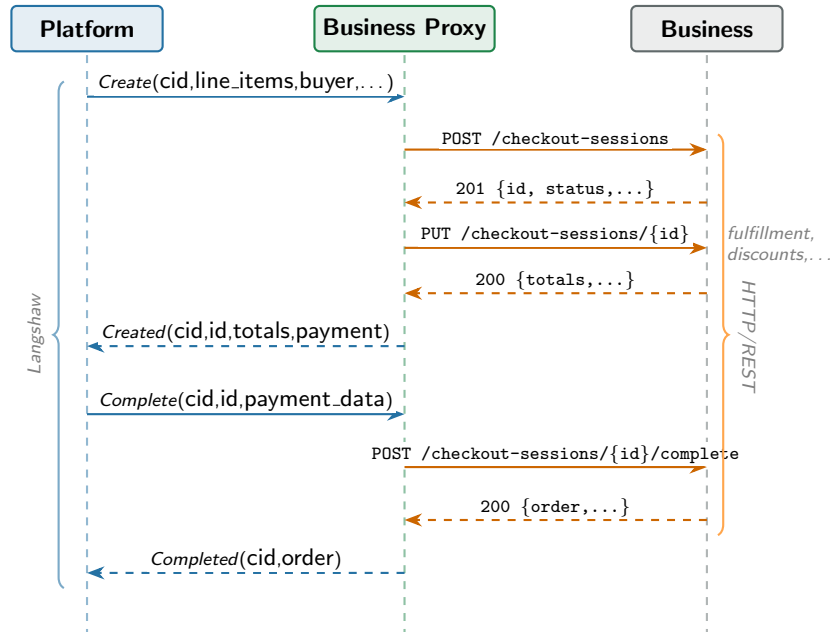 Platform
Business Proxy
Business
Create(cid,line_items,buyer,...)
POST /checkout-sessions
201 {id, status,...}
PUT /checkout-sessions/{id}
fulfillment,
discounts,...
200 {totals,...}
Created(cid,id,totals,payment)
Langshaw
HTTP/REST
Complete(cid,id,payment_data)
POST /checkout-sessions/{id}/complete
200 {order,...}
Completed(cid,order)